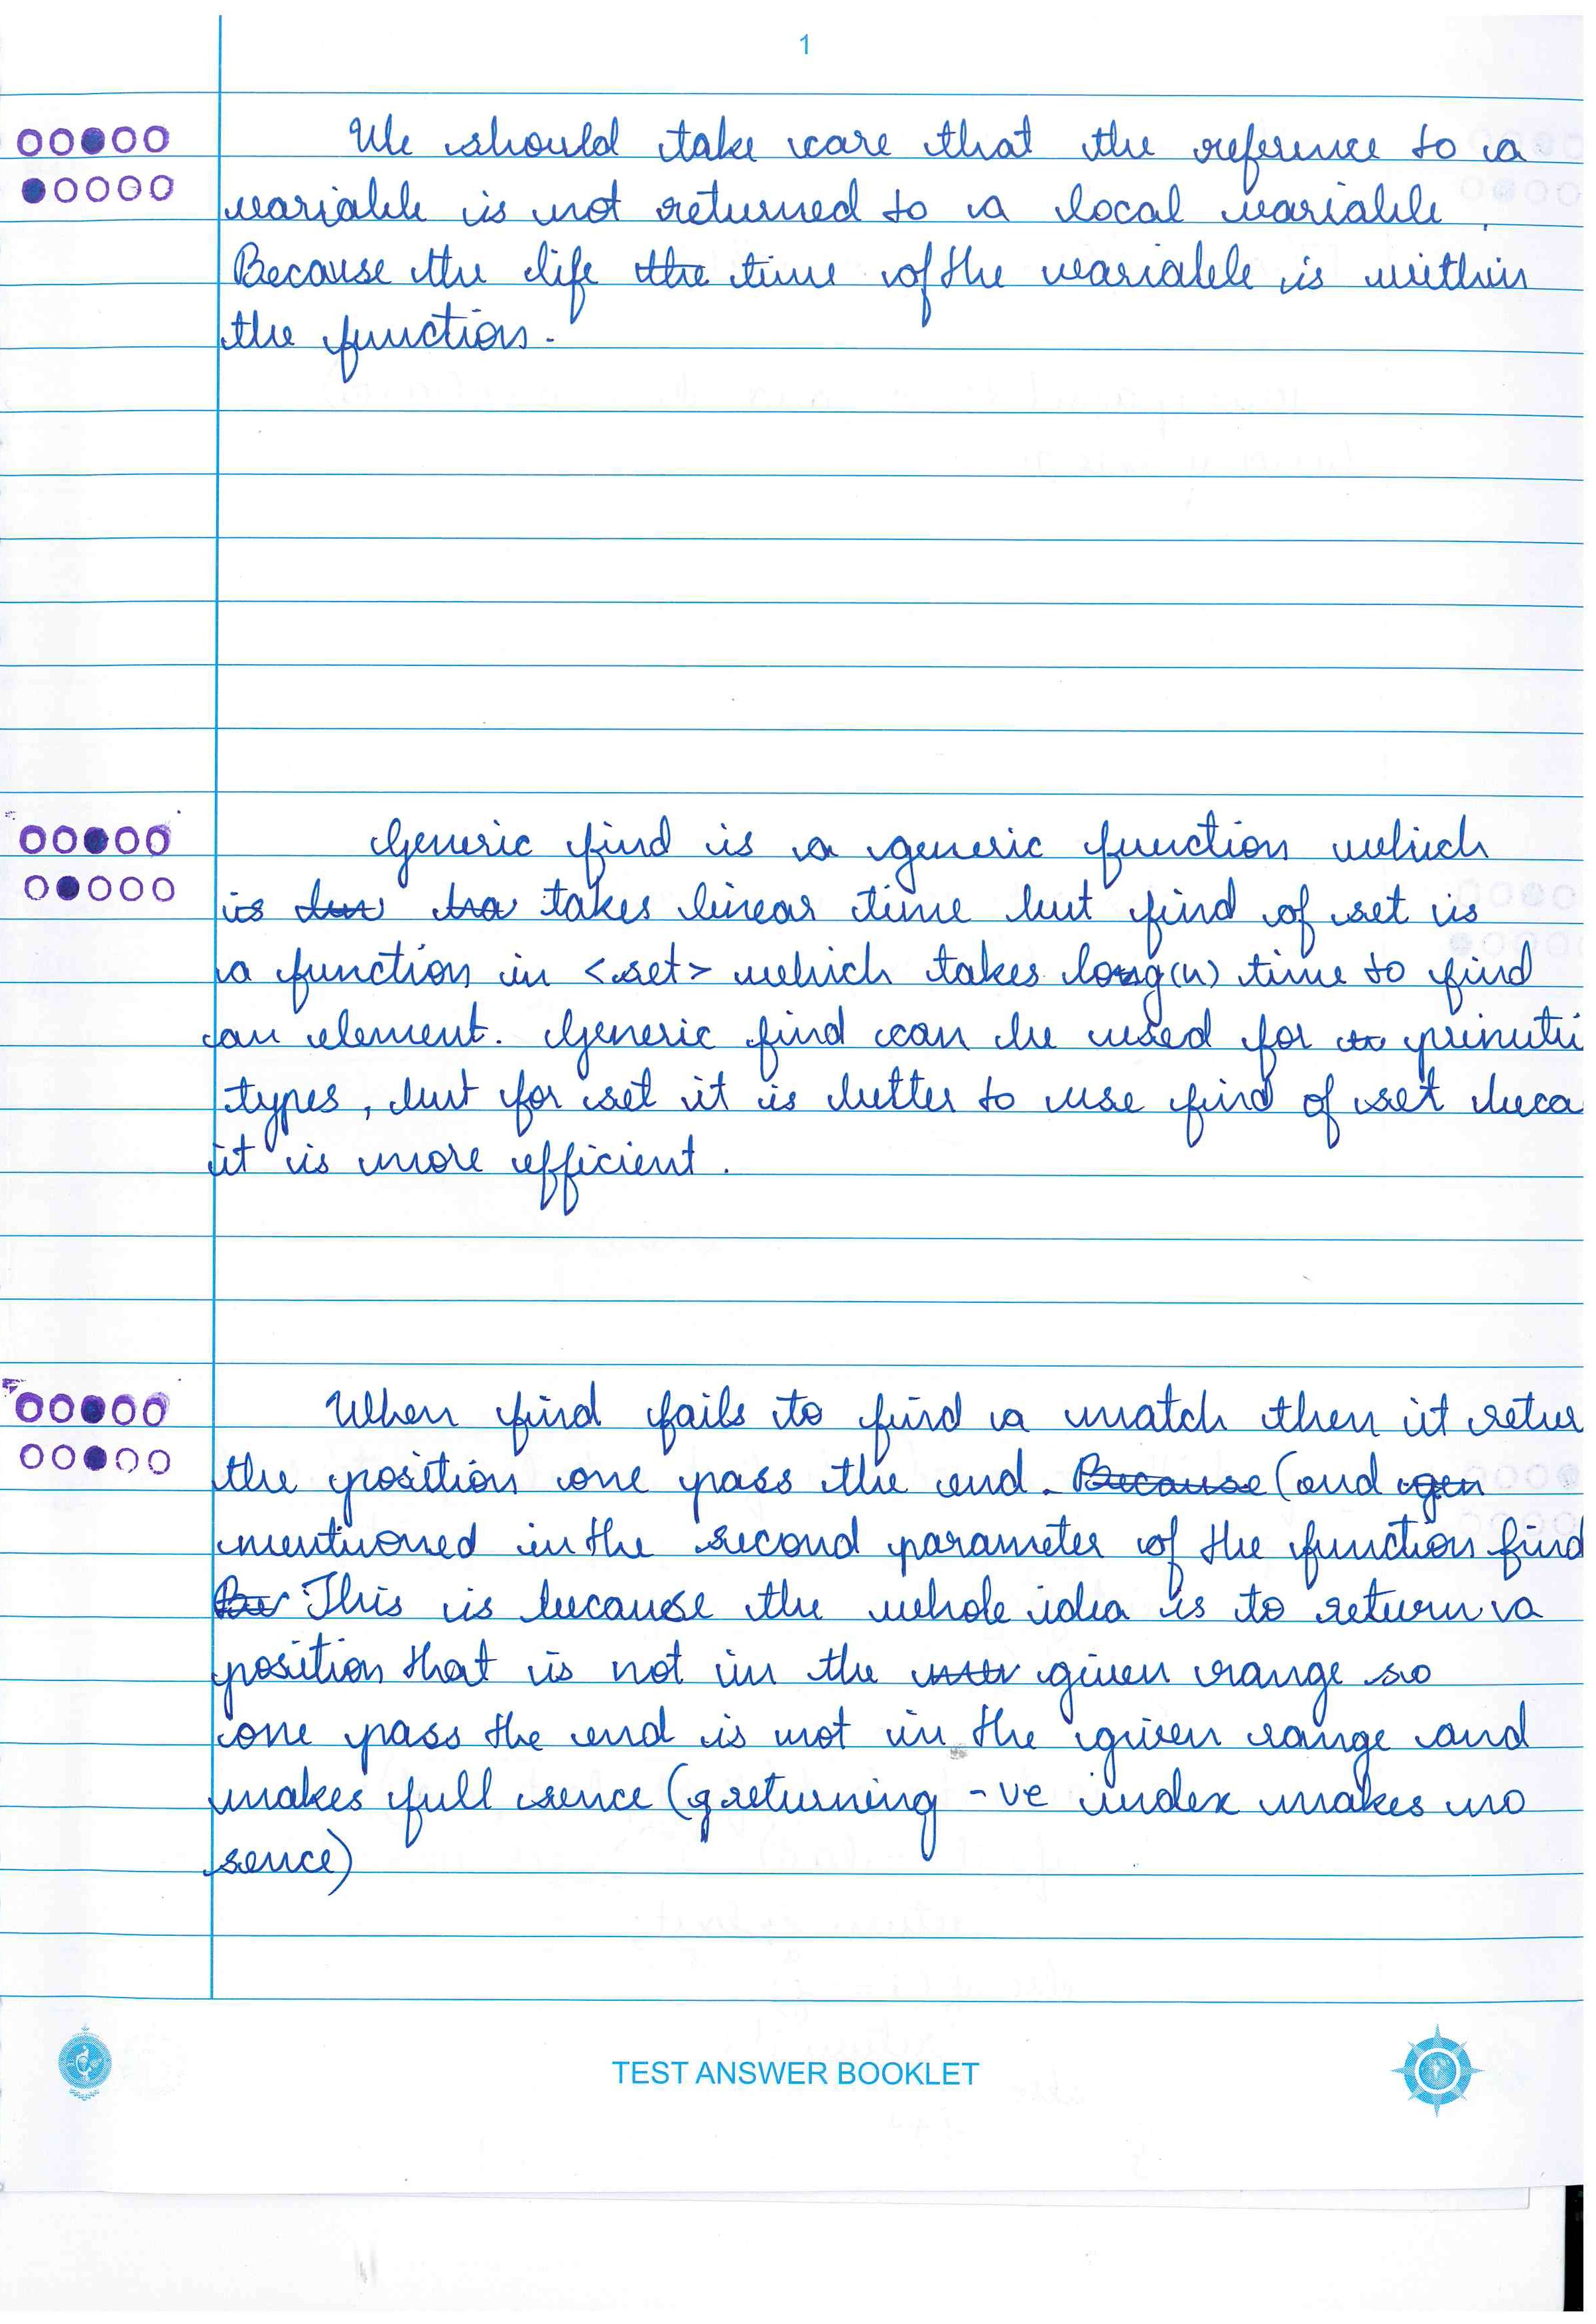 1
We should take care that the reference to a
variable is not returned to a local variable.
Because the life the time of the variable is within
the function.
Generic find is a generic function which
is takes linear time but find of set is
a function in <set> which takes log(n) time to find
an element. Generic find can be used for to primiti
types, but for set it is better to use find of set beca
it is more efficient.
When find fails to find a match then it retur
the position one pass the end. Because (end gen
mentioned in the second parameter of the function find
This is because the whole idea is to return a
position that is not in the given range so
one pass the end is not in the given range and
makes full sence (returning -ve index makes no
sence)
TEST ANSWER BOOKLET